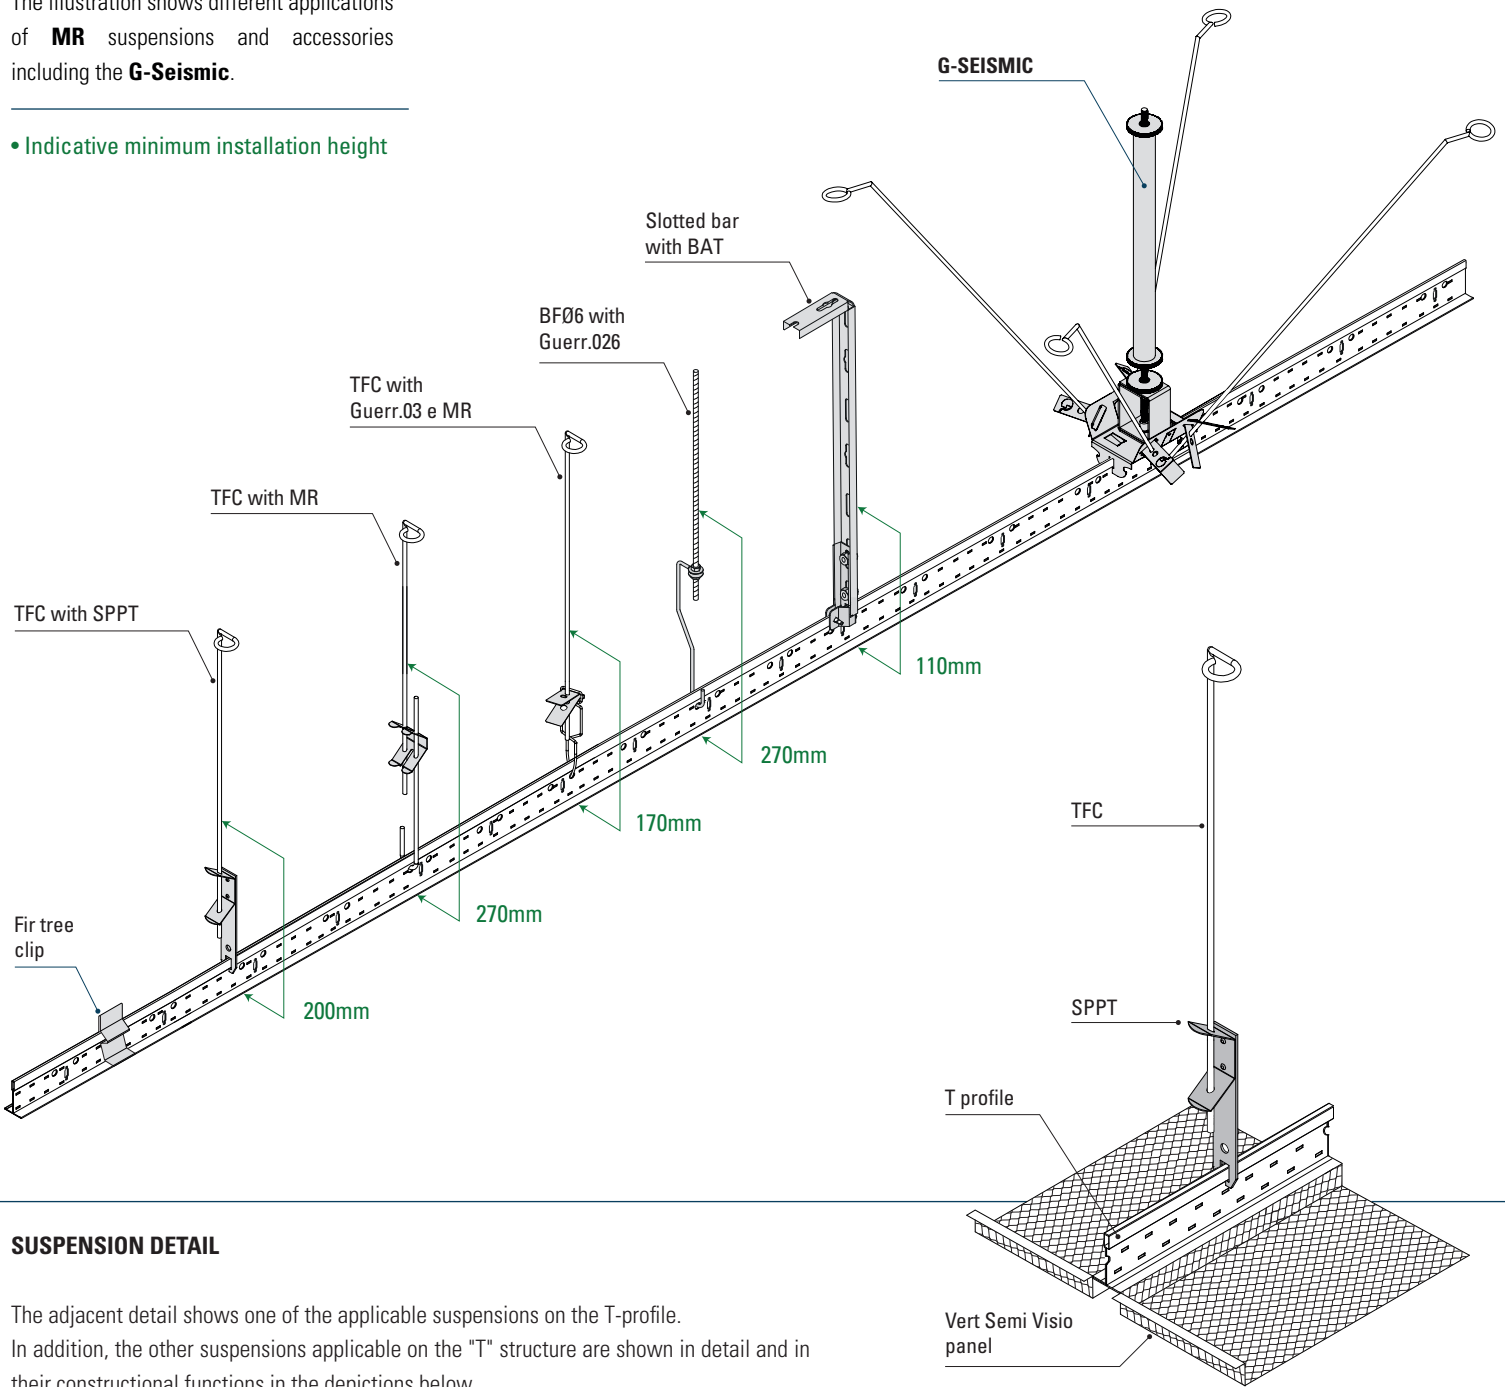 The illustration shows different applications
of MR suspensions and accessories
including the G-Seismic.
• Indicative minimum installation height
G-SEISMIC
Slotted bar
with BAT
BFØ6 with
Guerr.026
TFC with
Guerr.03 e MR
TFC with MR
TFC with SPPT
Fir tree
clip
110mm
270mm
170mm
270mm
200mm
TFC
SPPT
T profile
Vert Semi Visio
panel
SUSPENSION DETAIL
The adjacent detail shows one of the applicable suspensions on the T-profile.
In addition, the other suspensions applicable on the "T" structure are shown in detail and in
their constructional functions in the depictions below.